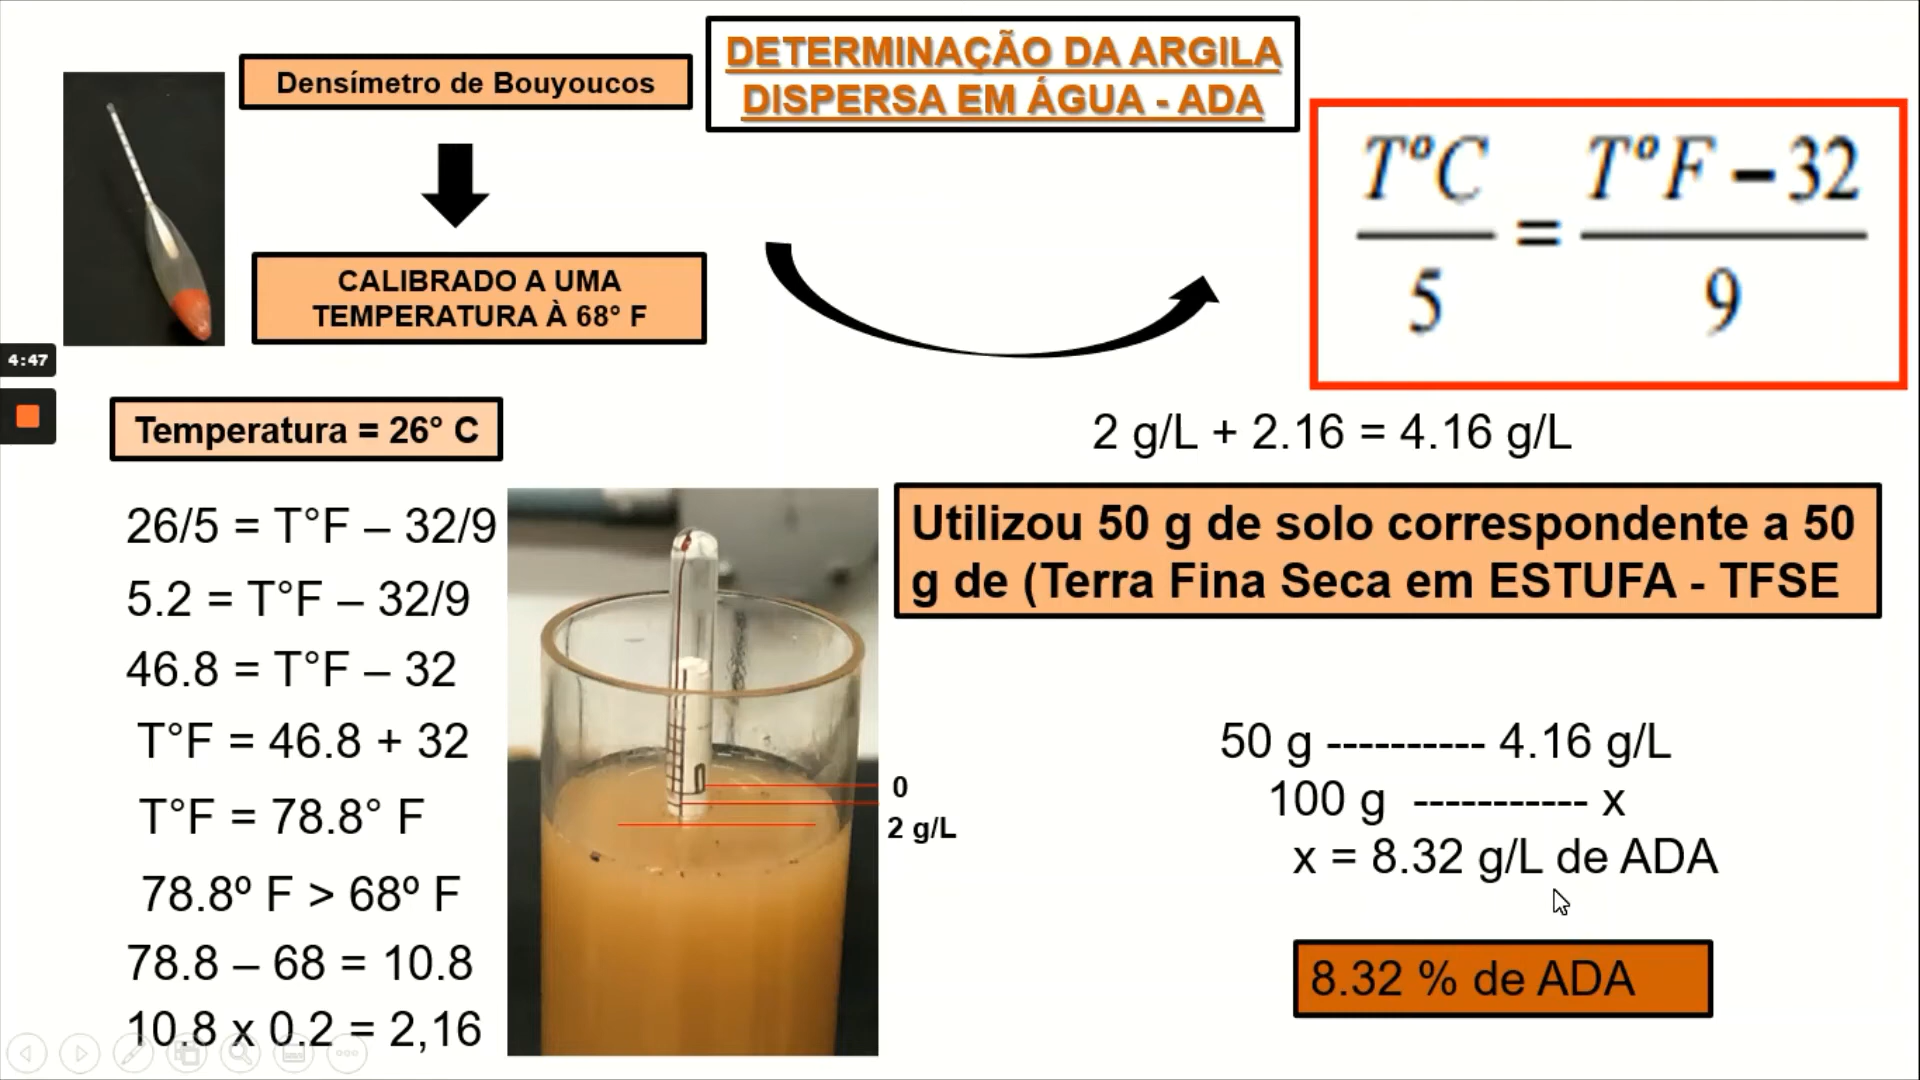 DETERMINAÇÃO DA ARGILA
DISPERSA EM ÁGUA - ADA
Densímetro de Bouyoucos
CALIBRADO A UMA
TEMPERATURA À 68° F
TºC / 5 = TºF – 32 / 9
4:47
Temperatura = 26° C
26/5 = T°F – 32/9
5.2 = T°F – 32/9
46.8 = T°F – 32
T°F = 46.8 + 32
T°F = 78.8° F
78.8º F > 68º F
78.8 – 68 = 10.8
10.8 x 0.2 = 2,16
0
2 g/L
2 g/L + 2.16 = 4.16 g/L
Utilizou 50 g de solo correspondente a 50
g de (Terra Fina Seca em ESTUFA - TFSE
50 g ---------- 4.16 g/L
100 g ----------- x
x = 8.32 g/L de ADA
8.32 % de ADA